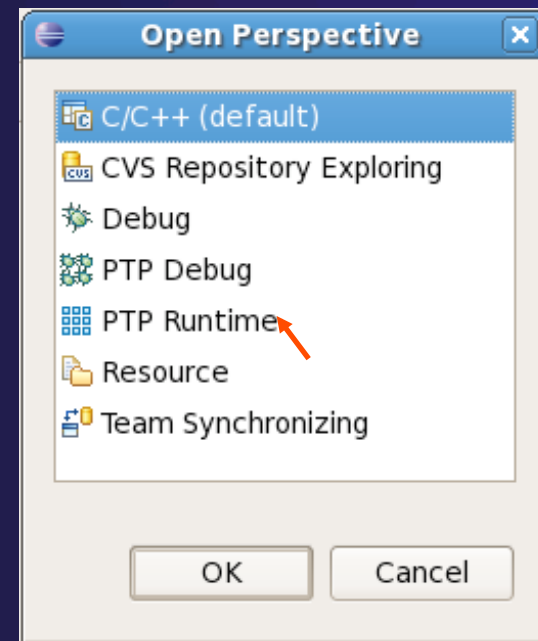 Open Perspective
C/C++ (default)
CVS Repository Exploring
Debug
PTP Debug
PTP Runtime
Resource
Team Synchronizing
OK Cancel